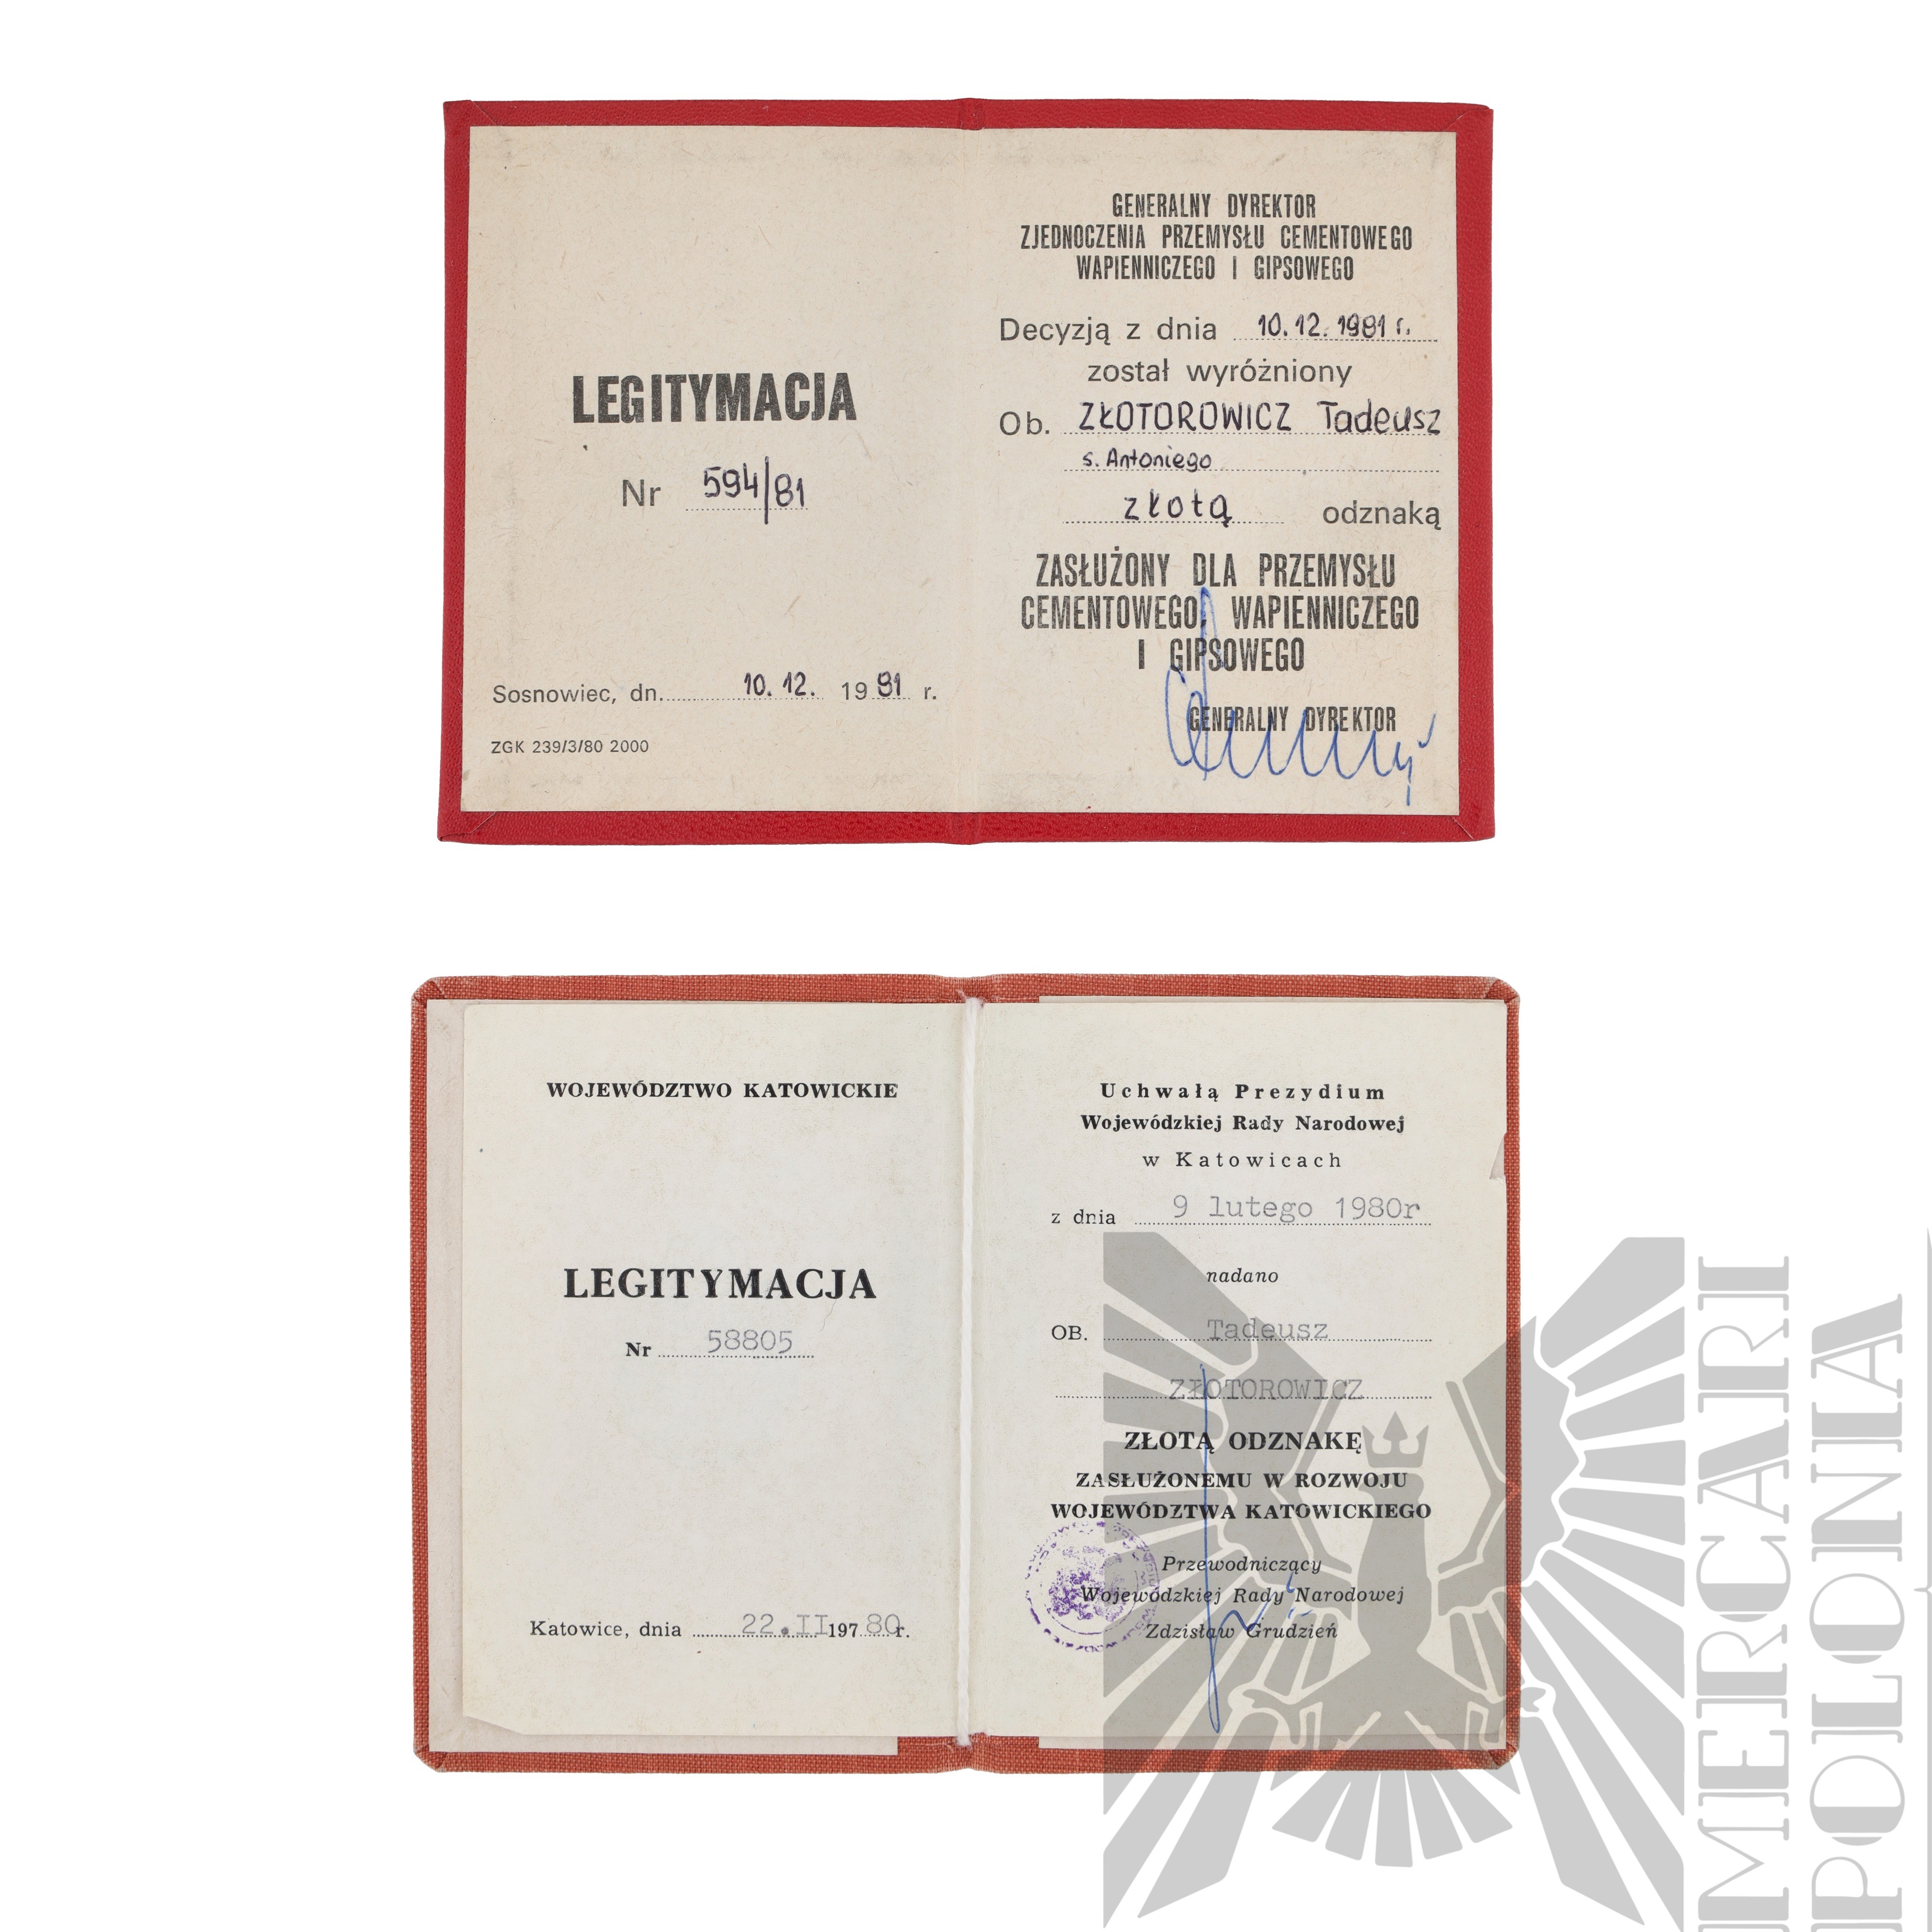 LEGITYMACJA
Nr 594/81
Sosnowiec, dn. 10. 12. 1981 r.
ZGK 239/3/80 2000
GENERALNY DYREKTOR
ZJEDNOCZENIA PRZEMYSŁU CEMENTOWEGO
WAPIENNICZEGO I GIPSOWEGO
Decyzją z dnia 10.12.1981 r.
został wyróżniony
Ob. ZŁOTOROWICZ Tadeusz
s. Antoniego
złotą odznaką
ZASŁUŻONY DLA PRZEMYSŁU
CEMENTOWEGO, WAPIENNICZEGO
I GIPSOWEGO
GENERALNY DYREKTOR
WOJEWÓDZTWO KATOWICKIE
LEGITYMACJA
Nr 58805
Katowice, dnia 22.II 197 80r.
Uchwałą Prezydium
Wojewódzkiej Rady Narodowej
w Katowicach
z dnia 9 lutego 1980r
nadano
OB. Tadeusz
ZŁOTOROWICZ
ZŁOTĄ ODZNAKĘ
ZASŁUŻONEMU W ROZWOJU
WOJEWÓDZTWA KATOWICKIEGO
Przewodniczący
Wojewódzkiej Rady Narodowej
Zdzisław Grudzień
IMERCARI
POLONIA